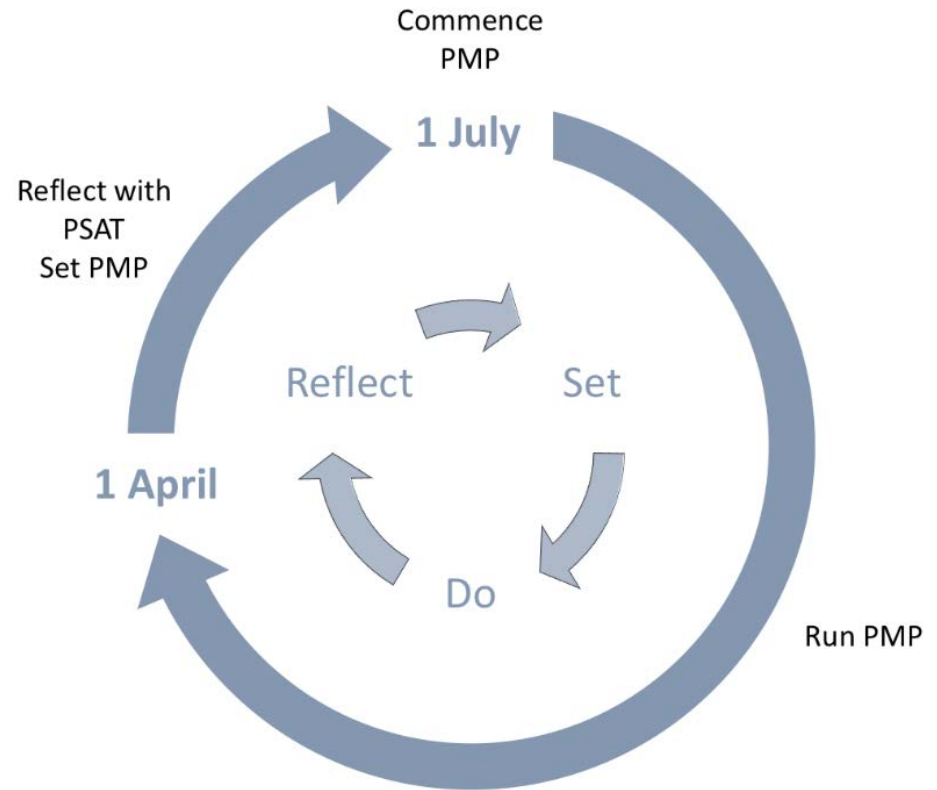 Commence
PMP
1 July
Reflect with
PSAT
Set PMP
Reflect
Set
1 April
Do
Run PMP